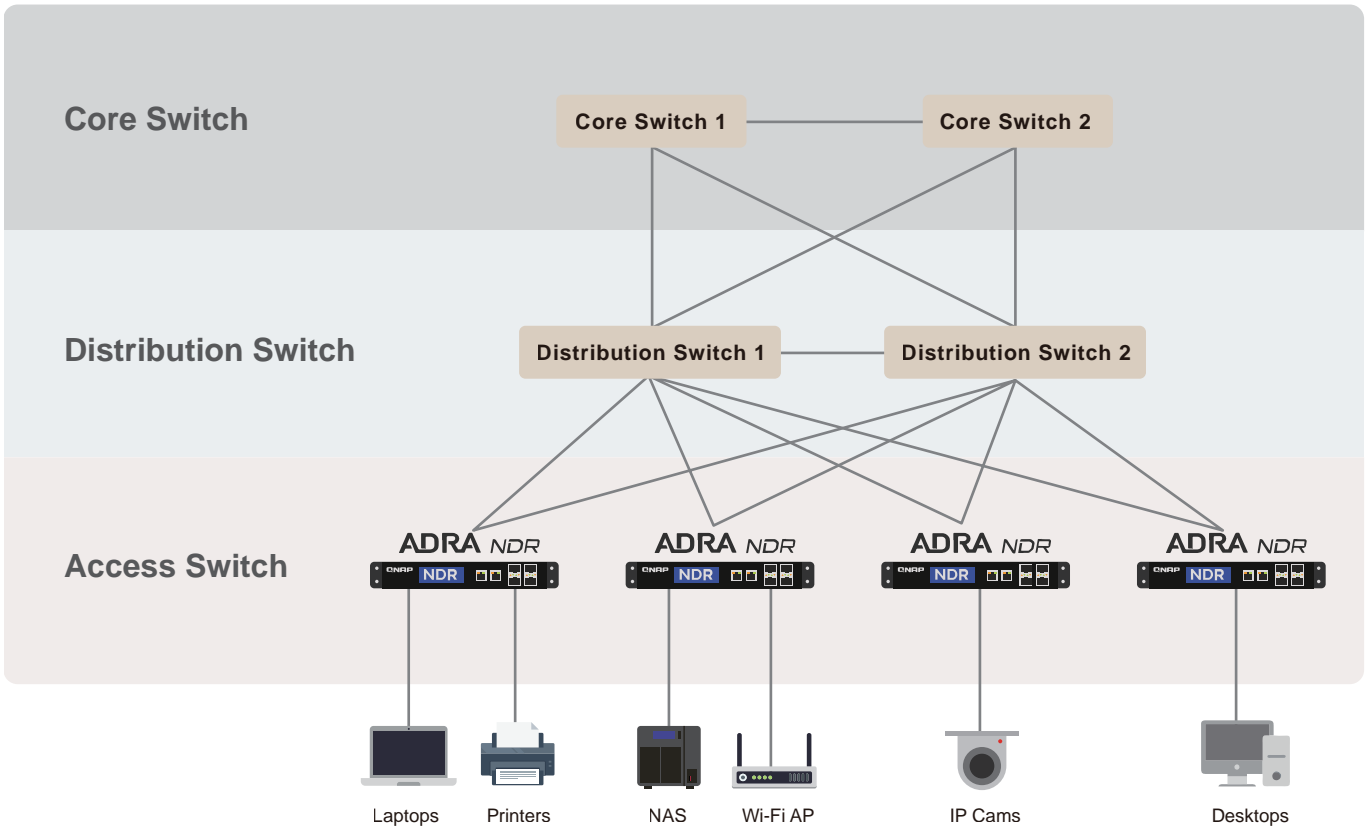 Core Switch
Core Switch 1
Core Switch 2
Distribution Switch
Distribution Switch 1
Distribution Switch 2
Access Switch
ADRA NDR
QNAP NDR
ADRA NDR
QNAP NDR
ADRA NDR
QNAP NDR
ADRA NDR
QNAP NDR
Laptops
Printers
NAS
Wi-Fi AP
IP Cams
Desktops